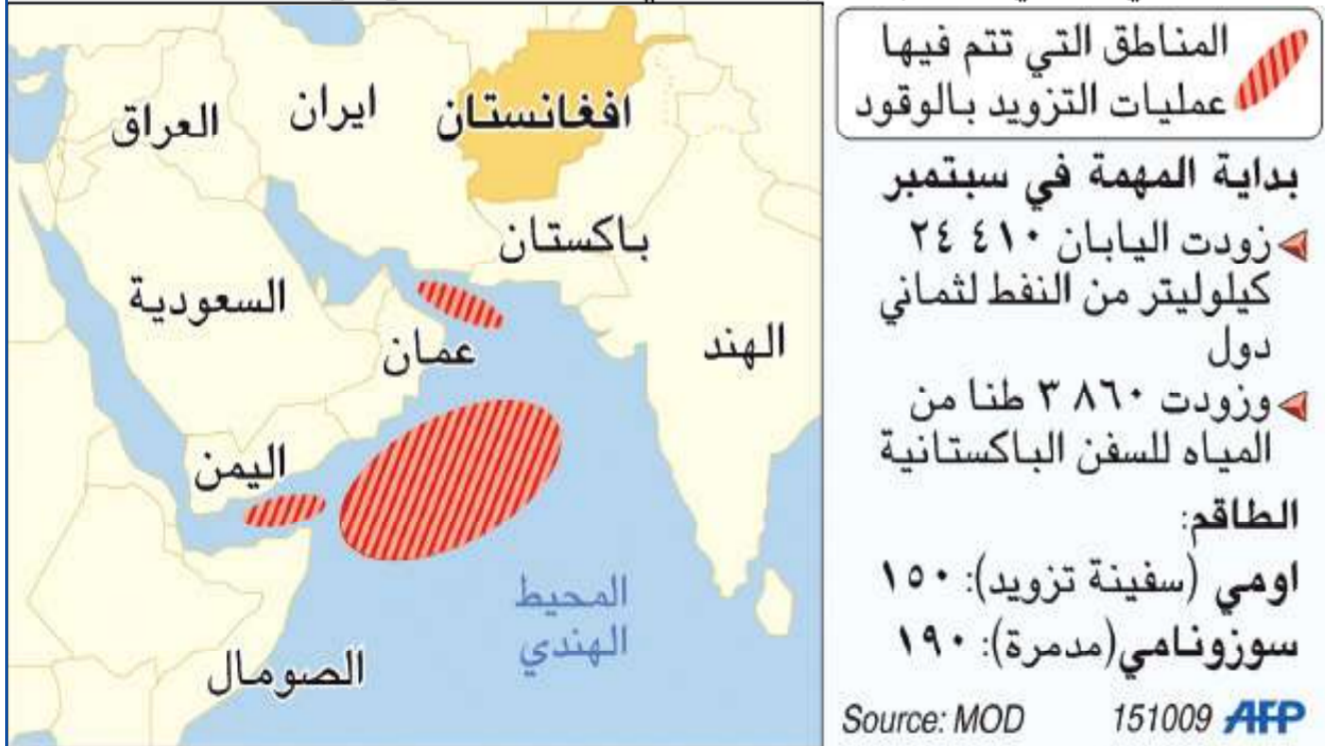 المناطق التي تتم فيها
عمليات التزويد بالوقود
بداية المهمة في سبتمبر
زودت اليابان ٤١٠ ٢٤
كيلوليتر من النفط لثماني
دول
وزودت ٨٦٠ ٣ طنا من
المياه للسفن الباكستانية
الطاقم:
اومي (سفينة تزويد): ١٥٠
سوزونامي(مدمرة): ١٩٠
Source: MOD 151009 AFP
افغانستان
ايران
العراق
باكستان
السعودية
عمان
الهند
اليمن
المحيط
الهندي
الصومال